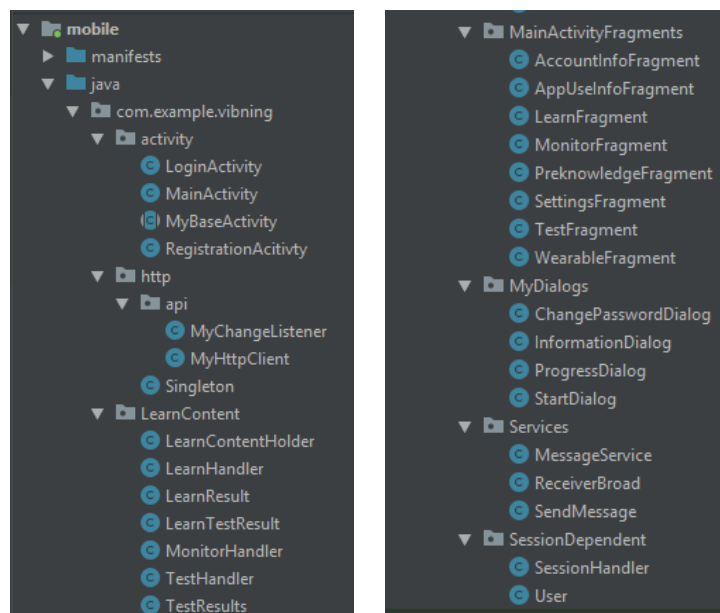 mobile
manifests
java
com.example.vibning
activity
LoginActivity
MainActivity
MyBaseActivity
RegistrationAcitivty
http
api
MyChangeListener
MyHttpClient
Singleton
LearnContent
LearnContentHolder
LearnHandler
LearnResult
LearnTestResult
MonitorHandler
TestHandler
TestResults
MainActivityFragments
AccountInfoFragment
AppUseInfoFragment
LearnFragment
MonitorFragment
PreknowledgeFragment
SettingsFragment
TestFragment
WearableFragment
MyDialogs
ChangePasswordDialog
InformationDialog
ProgressDialog
StartDialog
Services
MessageService
ReceiverBroad
SendMessage
SessionDependent
SessionHandler
User